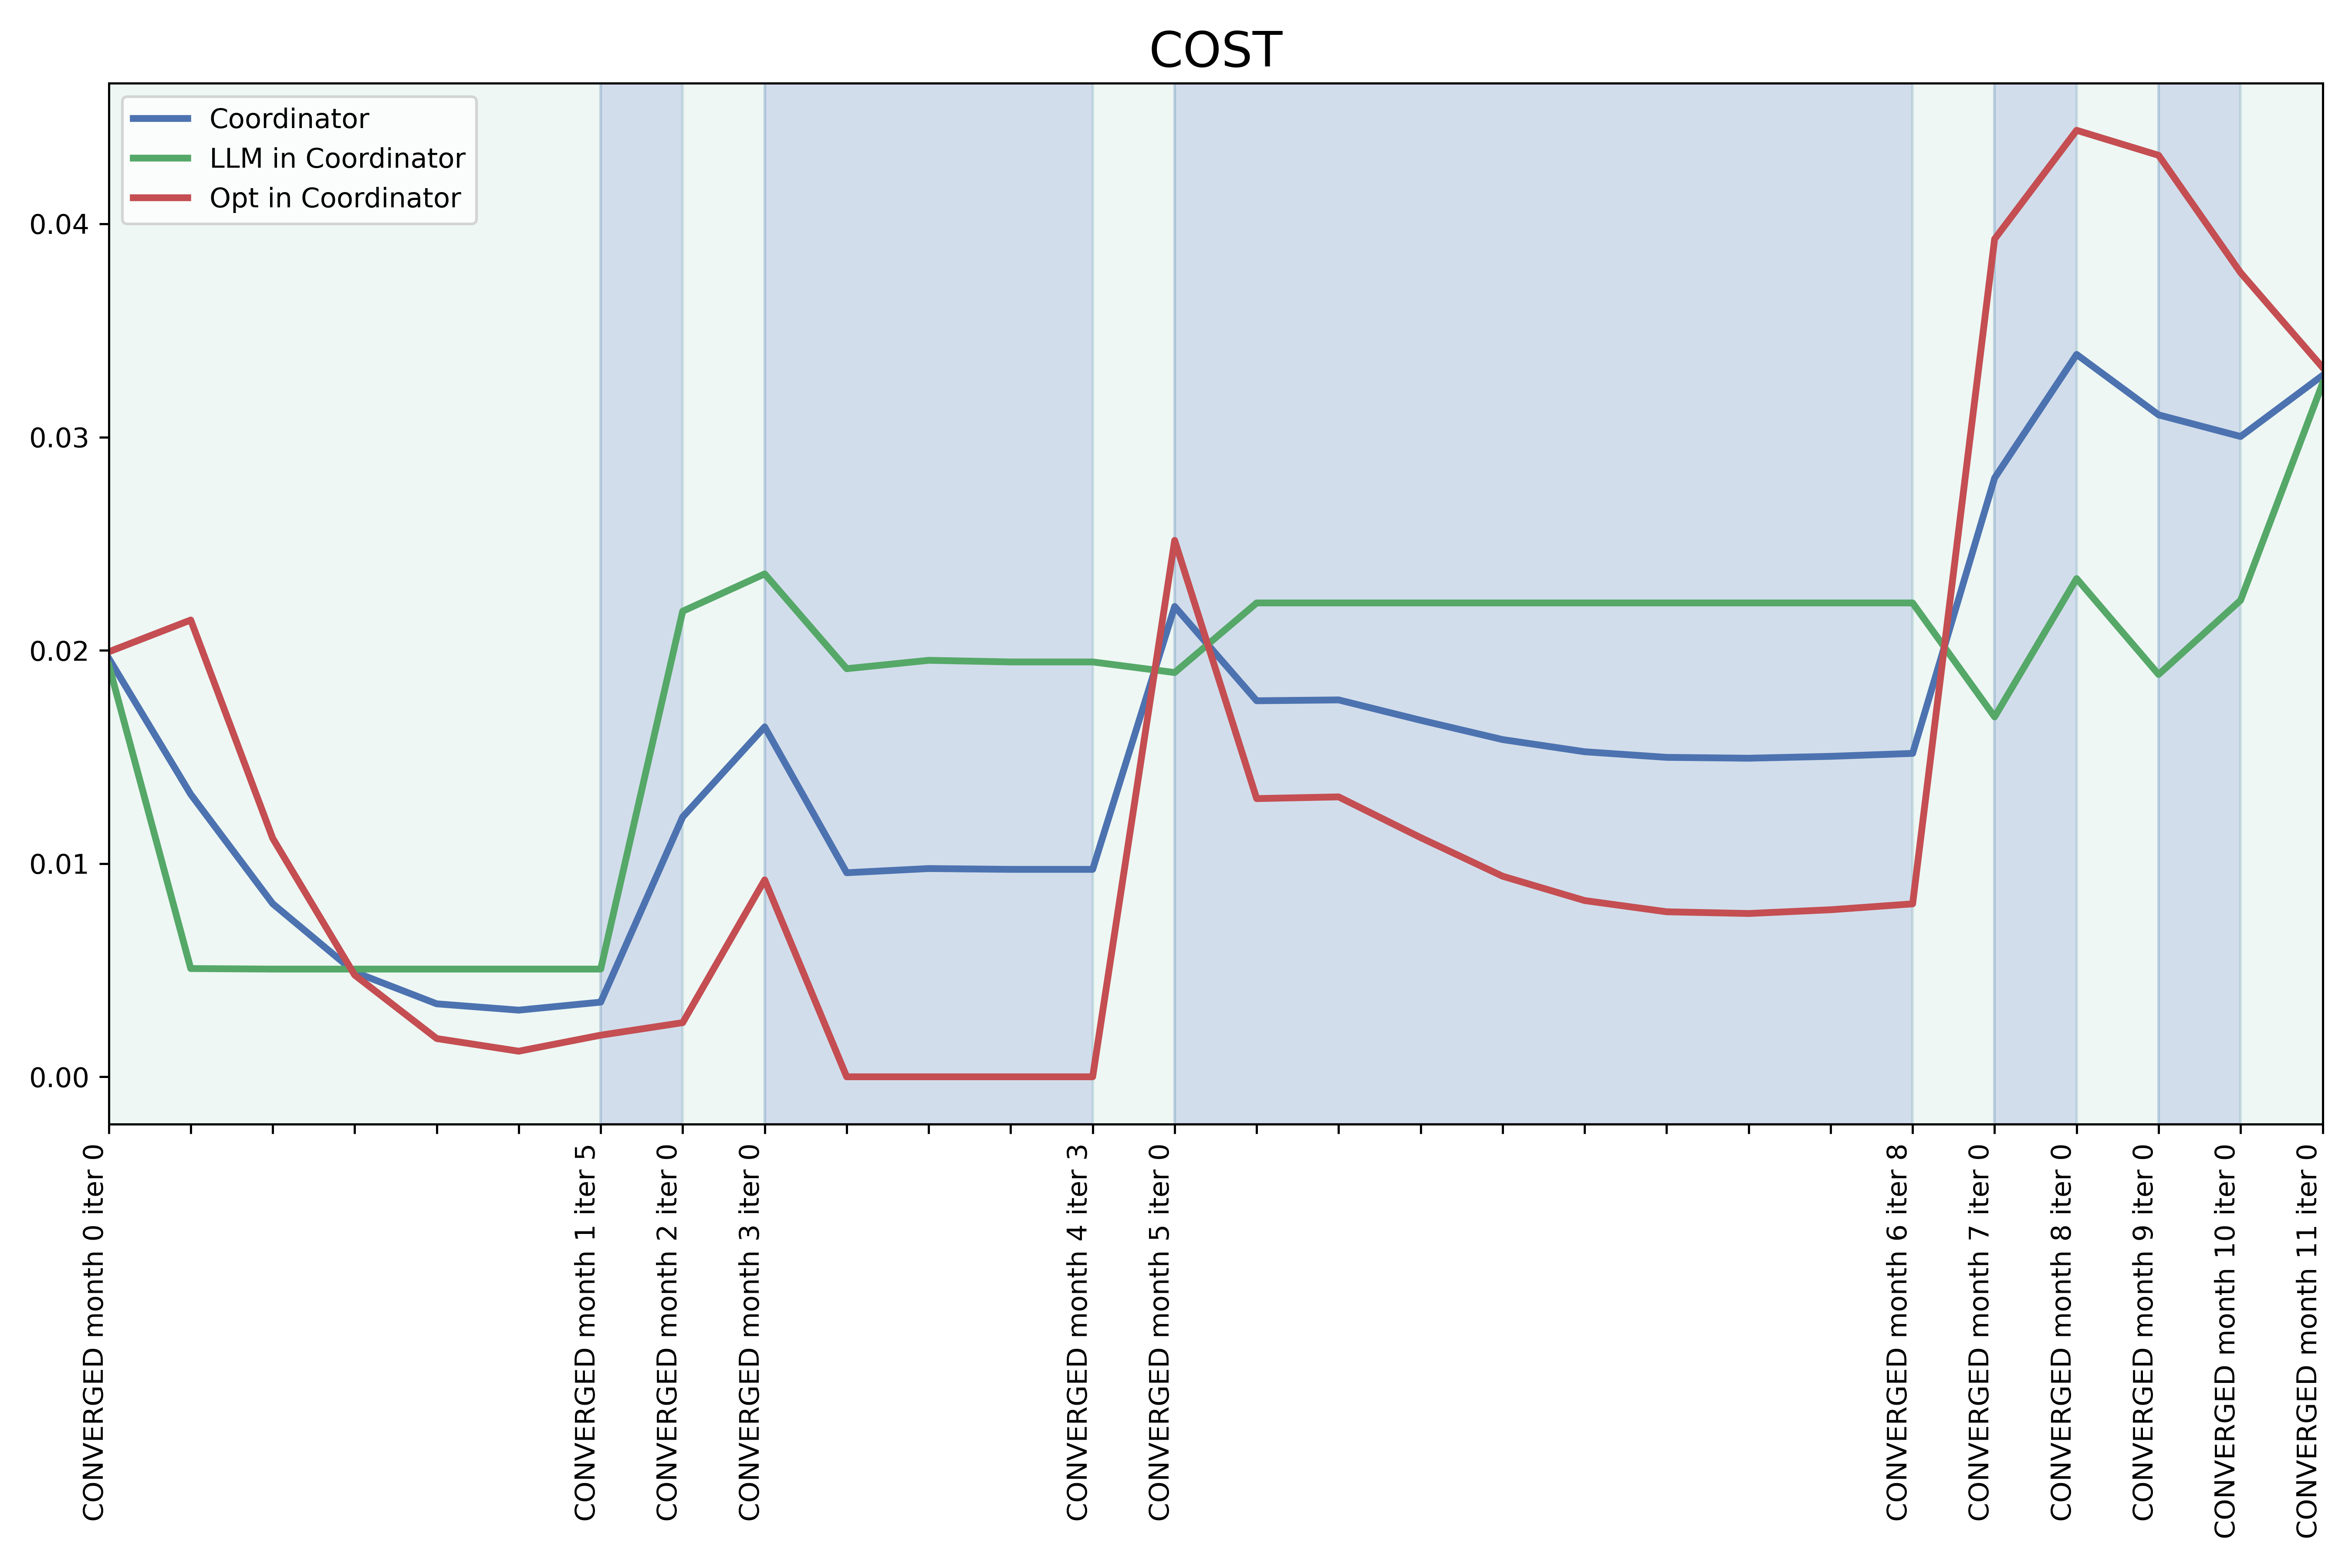 COST
Coordinator
LLM in Coordinator
Opt in Coordinator
0.04
0.03
0.02
0.01
0.00
CONVERGED month 0 iter 0
CONVERGED month 1 iter 5
CONVERGED month 2 iter 0
CONVERGED month 3 iter 0
CONVERGED month 4 iter 3
CONVERGED month 5 iter 0
CONVERGED month 6 iter 8
CONVERGED month 7 iter 0
CONVERGED month 8 iter 0
CONVERGED month 9 iter 0
CONVERGED month 10 iter 0
CONVERGED month 11 iter 0